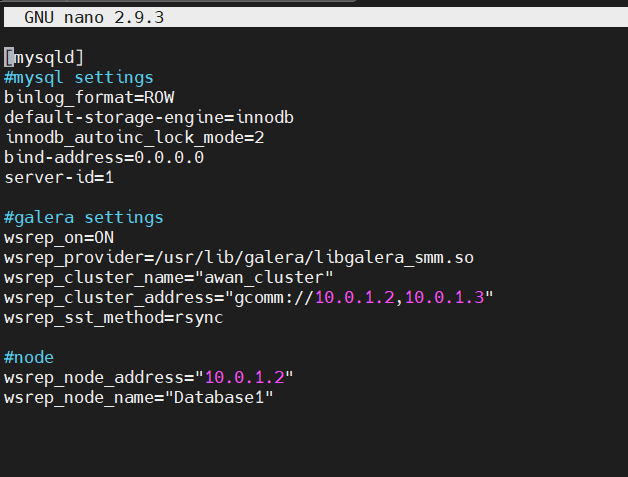 GNU nano 2.9.3
[mysqld]
#mysql settings
binlog_format=ROW
default-storage-engine=innodb
innodb_autoinc_lock_mode=2
bind-address=0.0.0.0
server-id=1
#galera settings
wsrep_on=ON
wsrep_provider=/usr/lib/galera/libgalera_smm.so
wsrep_cluster_name="awan_cluster"
wsrep_cluster_address="gcomm://10.0.1.2,10.0.1.3"
wsrep_sst_method=rsync
#node
wsrep_node_address="10.0.1.2"
wsrep_node_name="Database1"